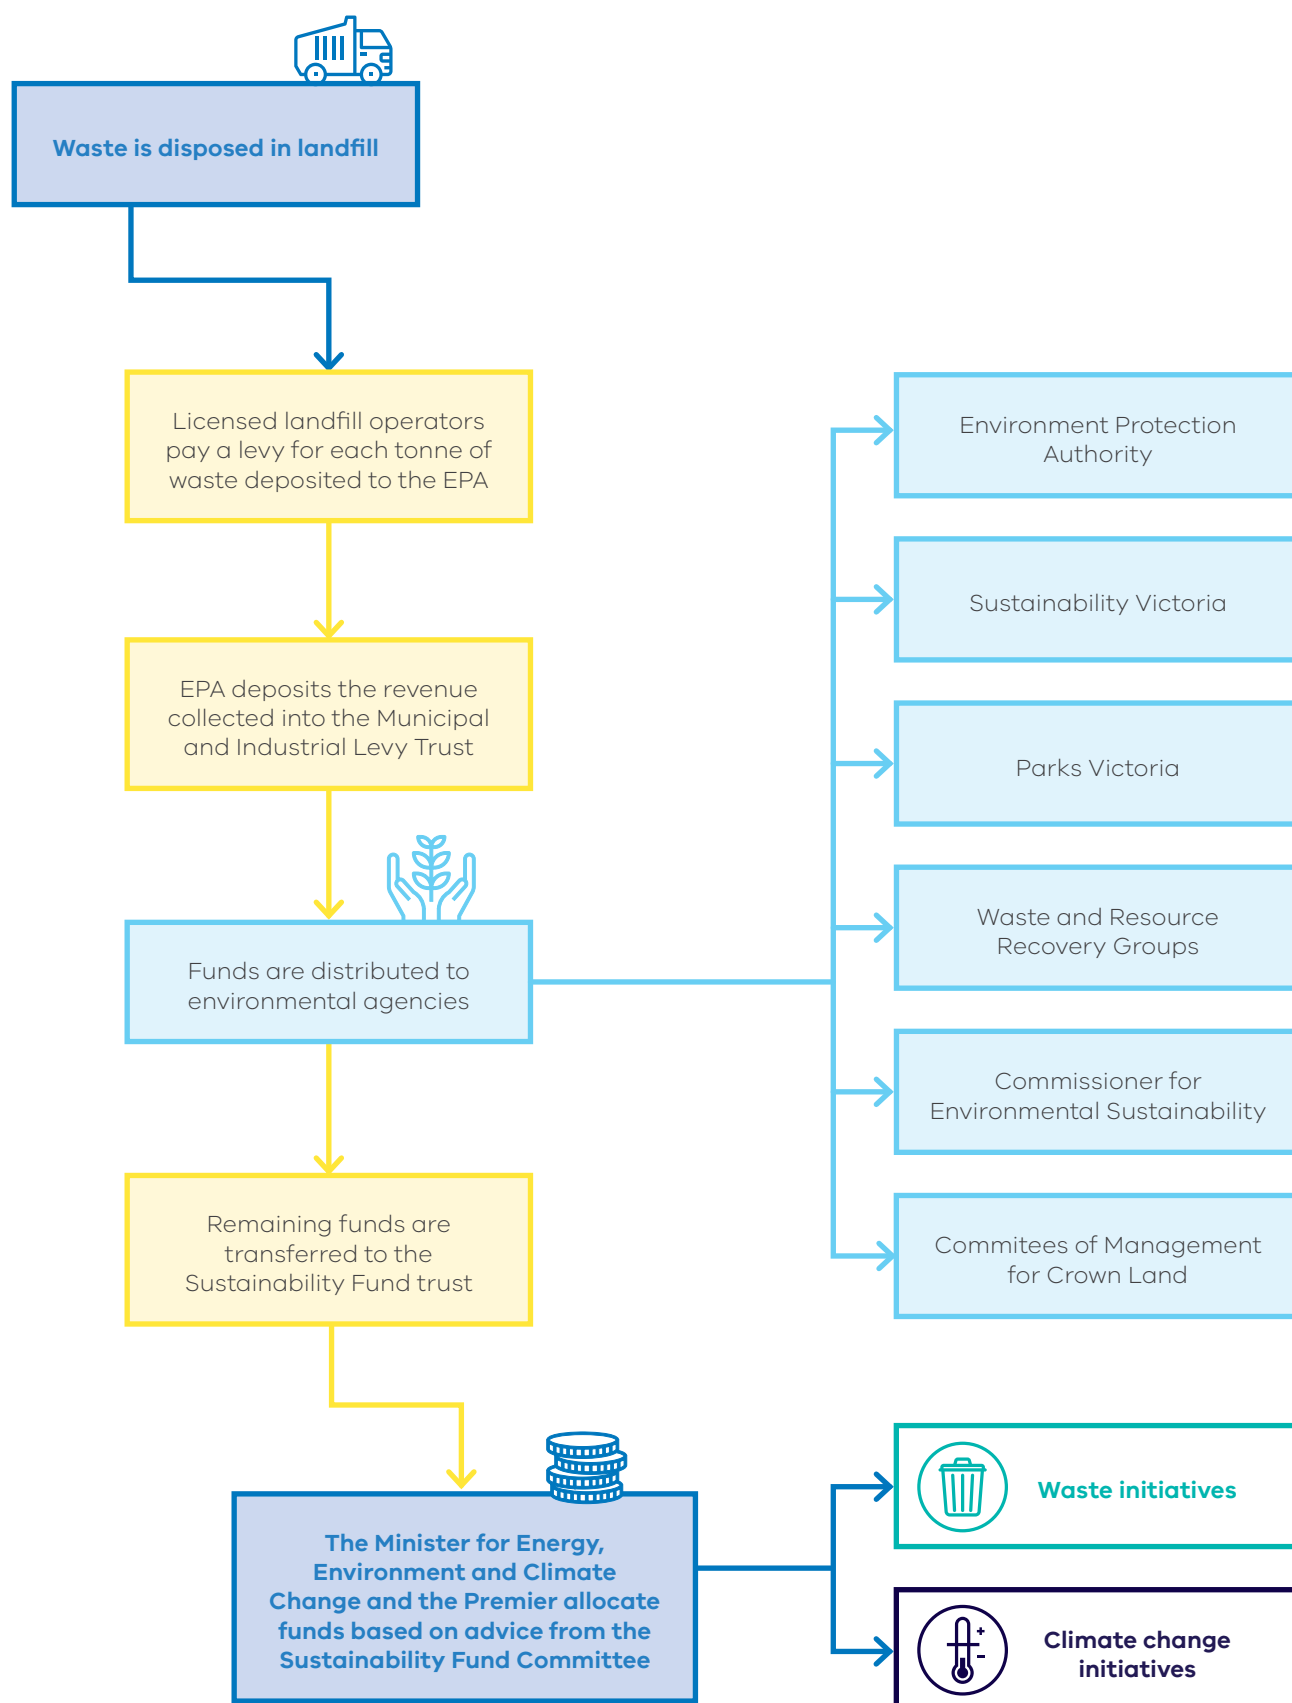 Waste is disposed in landfill
Licensed landfill operators
pay a levy for each tonne of
waste deposited to the EPA
EPA deposits the revenue
collected into the Municipal
and Industrial Levy Trust
Funds are distributed to
environmental agencies
Environment Protection
Authority
Sustainability Victoria
Parks Victoria
Waste and Resource
Recovery Groups
Commissioner for
Environmental Sustainability
Commitees of Management
for Crown Land
Remaining funds are
transferred to the
Sustainability Fund trust
The Minister for Energy,
Environment and Climate
Change and the Premier allocate
funds based on advice from the
Sustainability Fund Committee
Waste initiatives
Climate change
initiatives